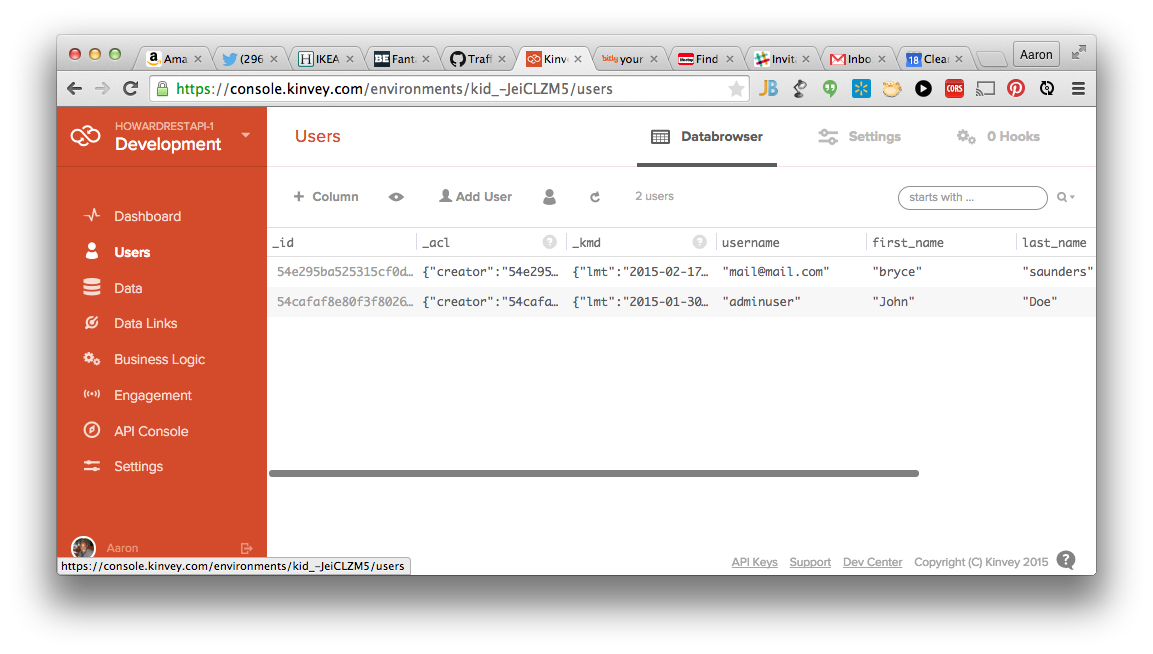 Ama (296 IKEA BE Fant Traff Kinv bitly your Find Invit Inbo 18 Clea Aaron
https://console.kinvey.com/environments/kid_-JeiCLZM5/users JB CORS
HOWARDRESTAPI-1
Development
Users Databrowser Settings 0 Hooks
+ Column Add User 2 users starts with ...
_id _acl ? _kmd ? username first_name last_name
54e295ba525315cf0d… {"creator":"54e295… {"lmt":"2015-02-17… "mail@mail.com" "bryce" "saunders"
54cafaf8e80f3f8026… {"creator":"54cafa… {"lmt":"2015-01-30… "adminuser" "John" "Doe"
Dashboard
Users
Data
Data Links
Business Logic
Engagement
API Console
Settings
Aaron
https://console.kinvey.com/environments/kid_-JeiCLZM5/users
API Keys Support Dev Center Copyright (C) Kinvey 2015 ?